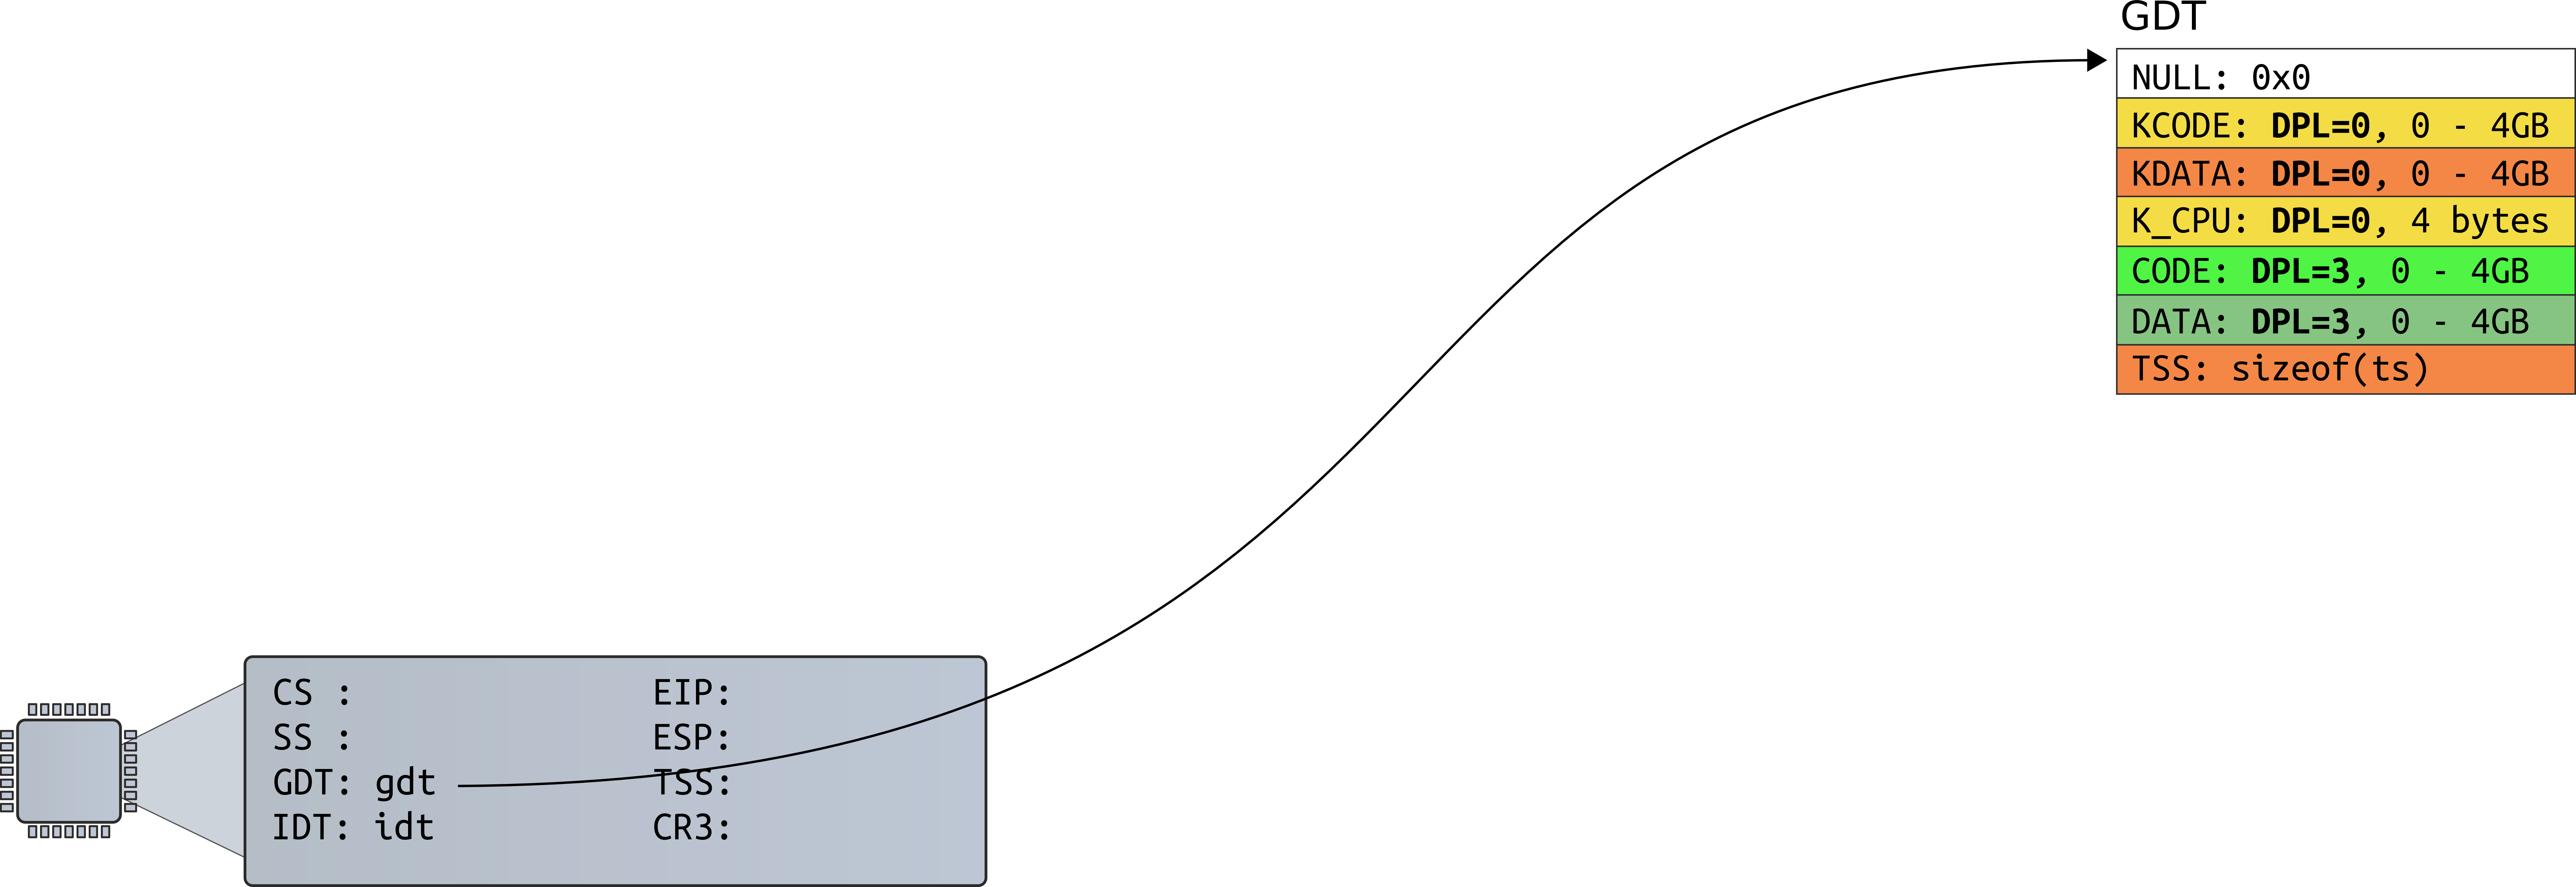 GDT
NULL: 0x0
KCODE: DPL=0, 0 - 4GB
KDATA: DPL=0, 0 - 4GB
K_CPU: DPL=0, 4 bytes
CODE: DPL=3, 0 - 4GB
DATA: DPL=3, 0 - 4GB
TSS: sizeof(ts)
CS :
SS :
GDT: gdt
IDT: idt
EIP:
ESP:
TSS:
CR3: